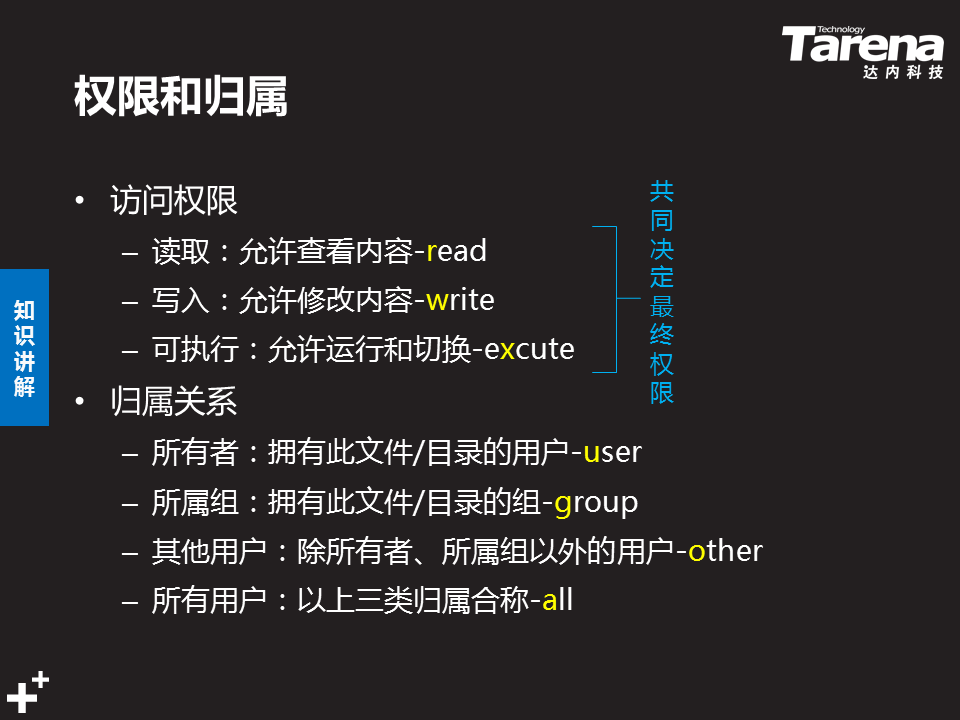 Technology
Tarena
达内科技
权限和归属
• 访问权限
– 读取：允许查看内容-read
– 写入：允许修改内容-write
– 可执行：允许运行和切换-excute
共同决定最终权限
知识讲解
• 归属关系
– 所有者：拥有此文件/目录的用户-user
– 所属组：拥有此文件/目录的组-group
– 其他用户：除所有者、所属组以外的用户-other
– 所有用户：以上三类归属合称-all